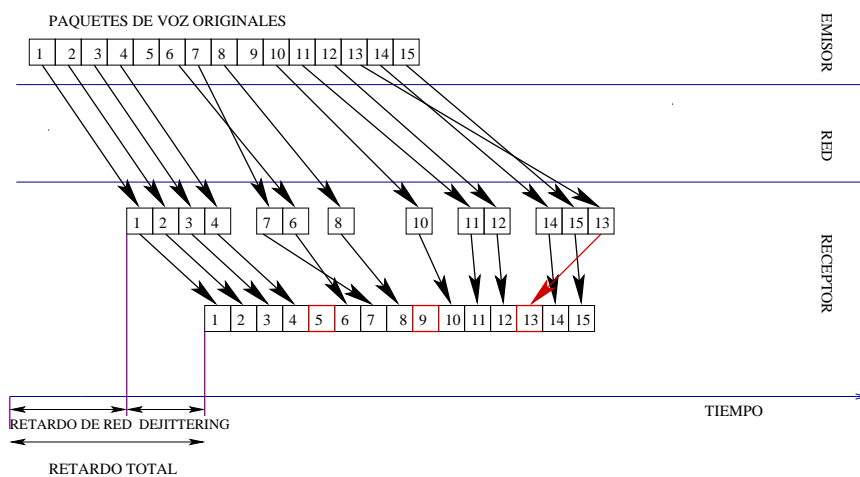 PAQUETES DE VOZ ORIGINALES
1 2 3 4 5 6 7 8 9 10 11 12 13 14 15
EMISOR
RED
1 2 3 4 7 6 8 10 11 12 14 15 13
RECEPTOR
1 2 3 4 5 6 7 8 9 10 11 12 13 14 15
TIEMPO
RETARDO DE RED DEJITTERING
RETARDO TOTAL